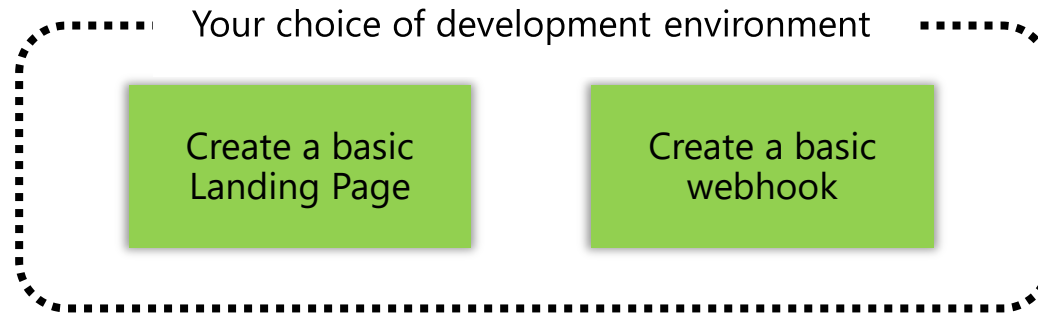 Your choice of development environment
Create a basic
Landing Page
Create a basic
webhook